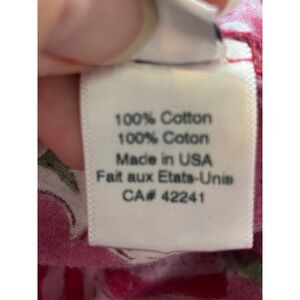 100% Cotton
100% Coton
Made in USA
Fait aux Etats-Unis
CA# 42241